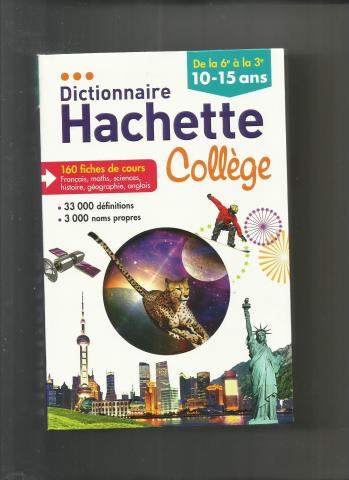 De la 6e à la 3e
10-15 ans
Dictionnaire
Hachette
Collège
160 fiches de cours
Français, maths, sciences,
histoire, géographie, anglais
• 33 000 définitions
• 3 000 noms propres